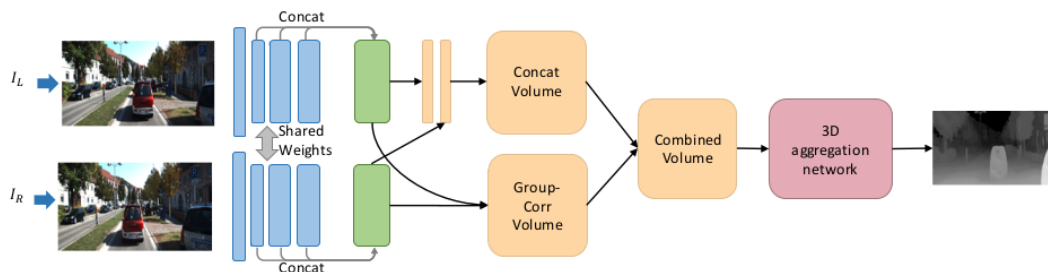 Concat
I_L
Shared
Weights
I_R
Concat
Concat
Volume
Group-
Corr
Volume
Combined
Volume
3D
aggregation
network